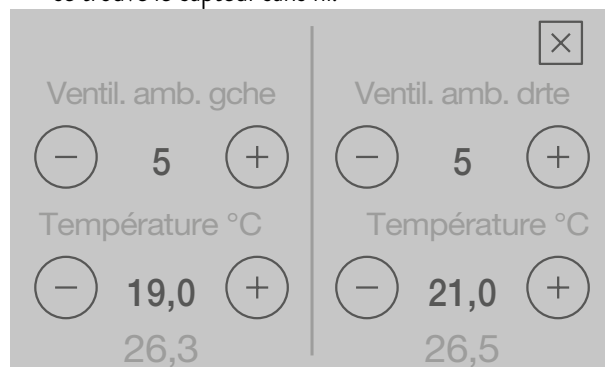 Ventil. amb. gche
5
Température °C
19,0
26,3
Ventil. amb. drte
5
Température °C
21,0
26,5